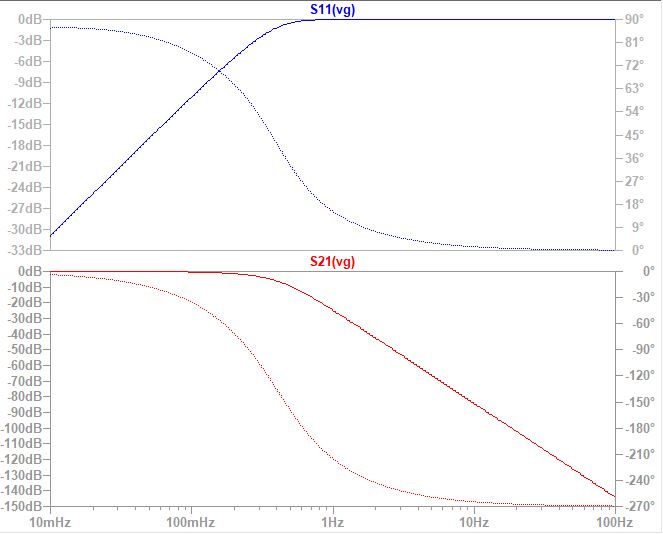 S11(vg)
0dB 90°
-3dB 81°
-6dB 72°
-9dB 63°
-12dB 54°
-15dB 45°
-18dB 36°
-21dB 27°
-24dB 18°
-27dB 9°
-30dB 0°
-33dB
S21(vg)
0dB 0°
-10dB -30°
-20dB -60°
-30dB -90°
-40dB -120°
-50dB -150°
-60dB -180°
-70dB -210°
-80dB -240°
-90dB -270°
-100dB
-110dB
-120dB
-130dB
-140dB
-150dB
10mHz 100mHz 1Hz 10Hz 100Hz